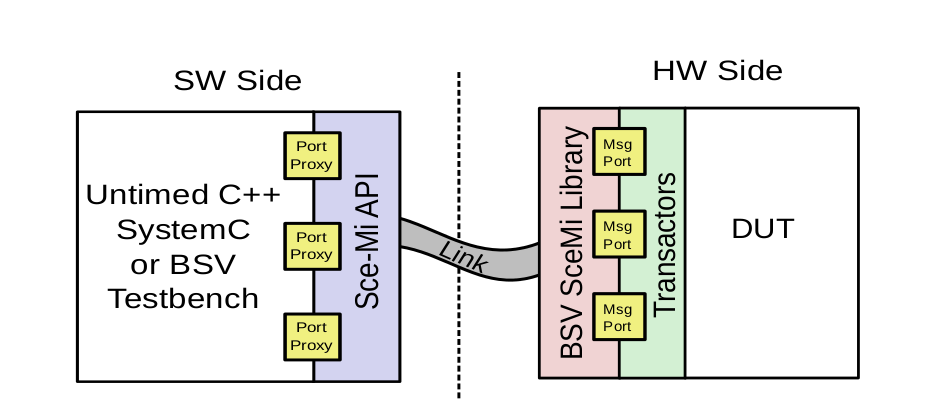 SW Side
HW Side
Untimed C++
SystemC
or BSV
Testbench
Port
Proxy
Port
Proxy
Port
Proxy
Sce-Mi API
Link
BSV SceMi Library
Msg
Port
Msg
Port
Msg
Port
Transactors
DUT